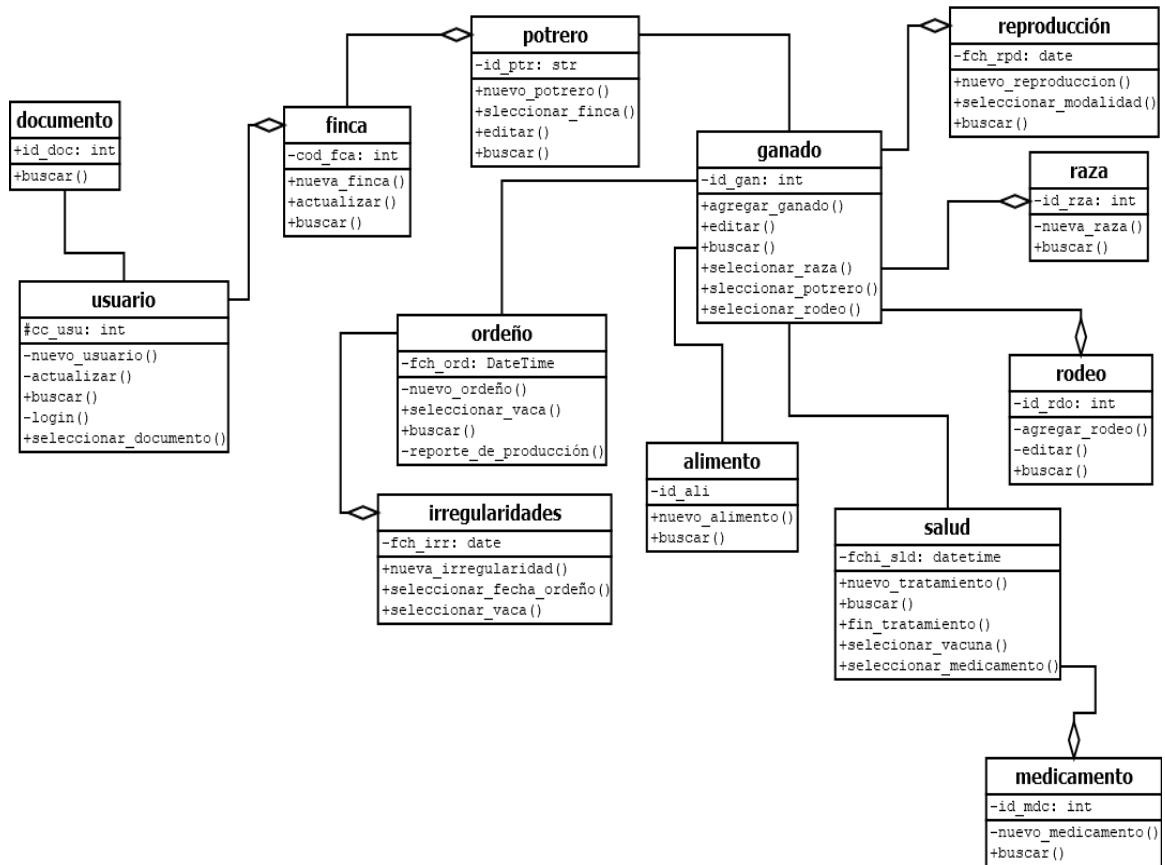 potrero
-id_ptr: str
+nuevo_potrero()
+sleccionar_finca()
+editar()
+buscar()
reproducción
-fch_rpd: date
+nuevo_reproduccion()
+seleccionar_modalidad()
+buscar()
documento
+id_doc: int
+buscar()
finca
-cod_fca: int
+nueva_finca()
+actualizar()
+buscar()
ganado
-id_gan: int
+agregar_ganado()
+editar()
+buscar()
+selecionar_raza()
+sleccionar_potrero()
+selecionar_rodeo()
raza
-id_rza: int
-nueva_raza()
+buscar()
usuario
#cc_usu: int
-nuevo_usuario()
-actualizar()
+buscar()
-login()
+seleccionar_documento()
ordeño
-fch_ord: DateTime
-nuevo_ordeño()
+seleccionar_vaca()
+buscar()
-reporte_de_producción()
rodeo
-id_rdo: int
-agregar_rodeo()
-editar()
+buscar()
alimento
-id_ali
+nuevo_alimento()
+buscar()
irregularidades
-fch_irr: date
+nueva_irregularidad()
+seleccionar_fecha_ordeño()
+seleccionar_vaca()
salud
-fchi_sld: datetime
+nuevo_tratamiento()
+buscar()
+fin_tratamiento()
+selecionar_vacuna()
+seleccionar_medicamento()
medicamento
-id_mdc: int
-nuevo_medicamento()
+buscar()